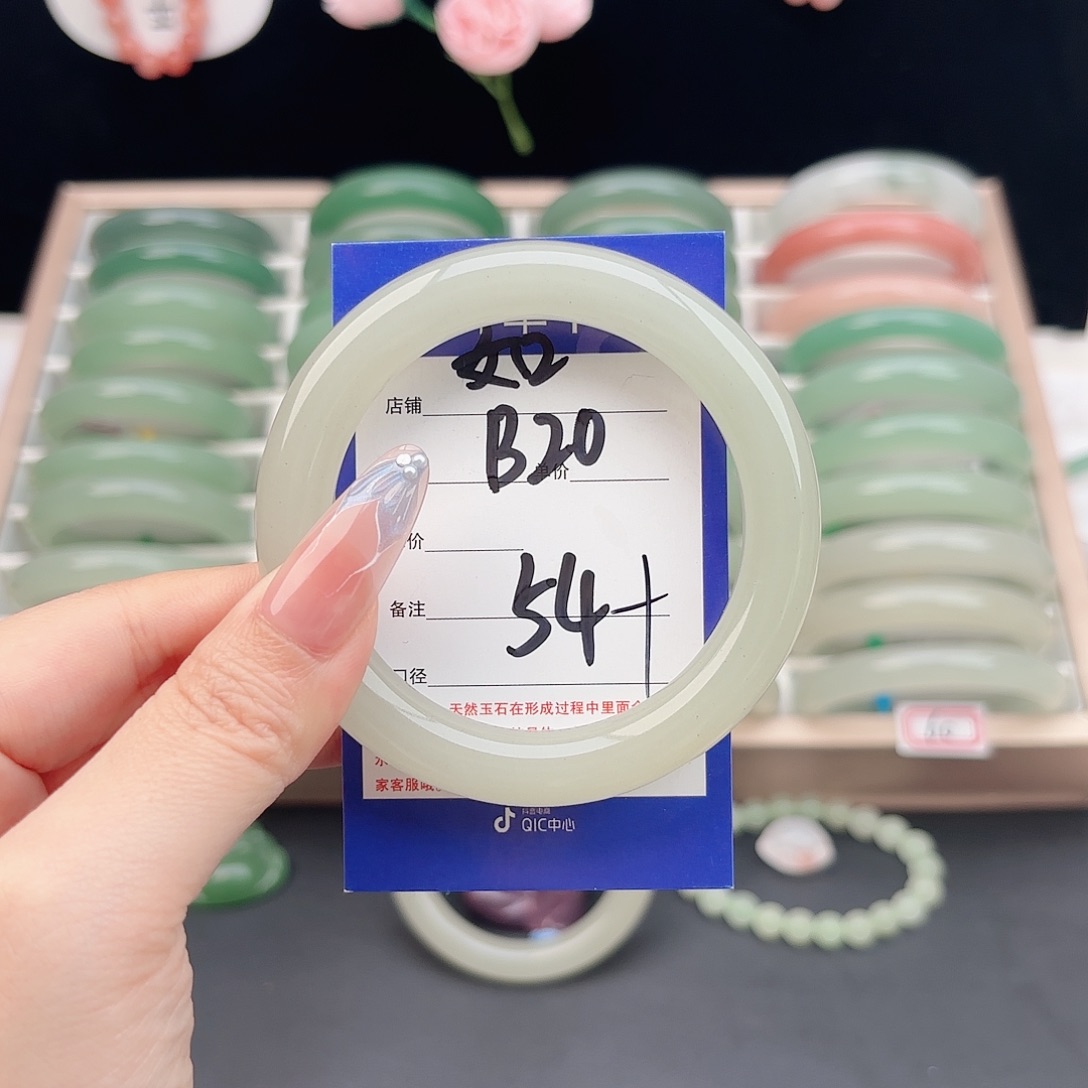 如
店铺
B20
单价
价
54+
备注
口径
天然玉石在形成过程中里面
家客服哦
抖音电商
QIC中心